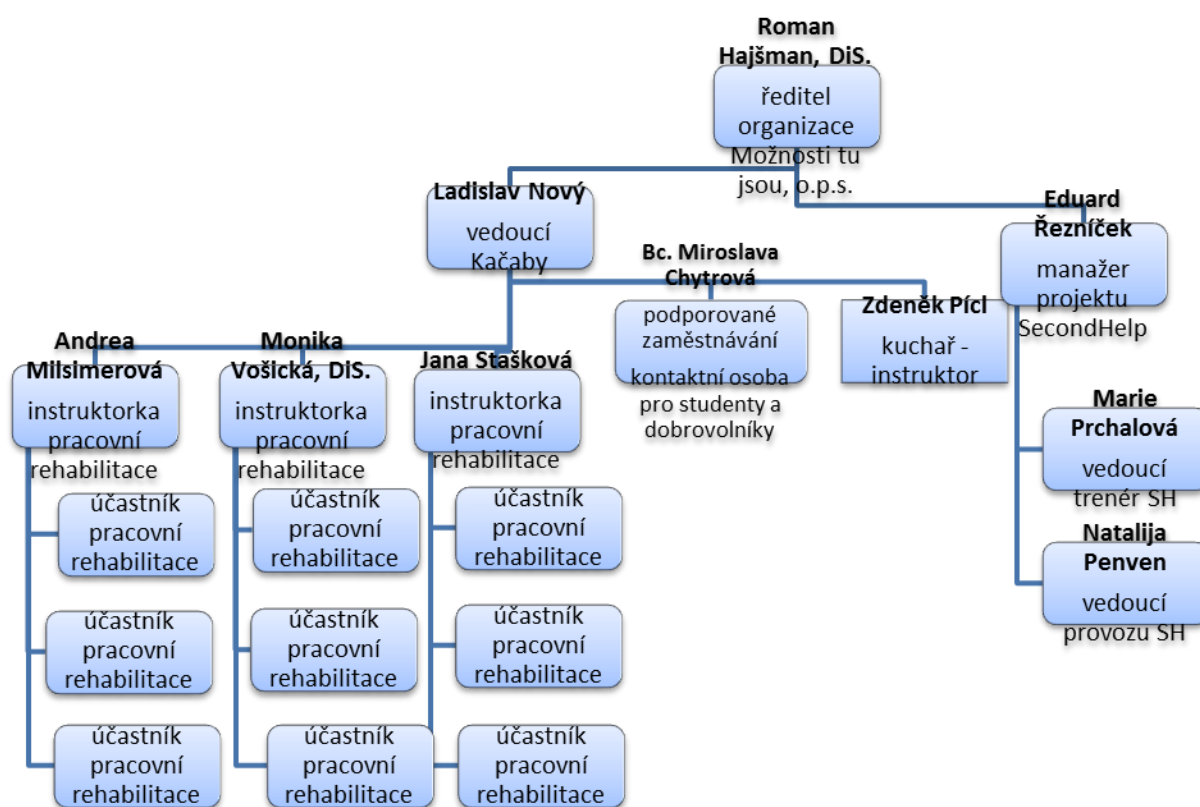 Roman
Hajšman, DiS.
ředitel
organizace
Možnosti tu
jsou, o.p.s.
Ladislav Nový
vedoucí
Kačaby
Eduard
Řezníček
manažer
projektu
SecondHelp
Bc. Miroslava
Chytrová
podporované
zaměstnávání
kontaktní osoba
pro studenty a
dobrovolníky
Zdeněk Pícl
kuchař -
instruktor
Andrea
Milsimerová
instruktorka
pracovní
rehabilitace
Monika
Vošická, DiS.
instruktorka
pracovní
rehabilitace
Jana Stašková
instruktorka
pracovní
rehabilitace
Marie
Prchalová
vedoucí
trenér SH
Natalija
Penven
vedoucí
provozu SH
účastník
pracovní
rehabilitace
účastník
pracovní
rehabilitace
účastník
pracovní
rehabilitace
účastník
pracovní
rehabilitace
účastník
pracovní
rehabilitace
účastník
pracovní
rehabilitace
účastník
pracovní
rehabilitace
účastník
pracovní
rehabilitace
účastník
pracovní
rehabilitace